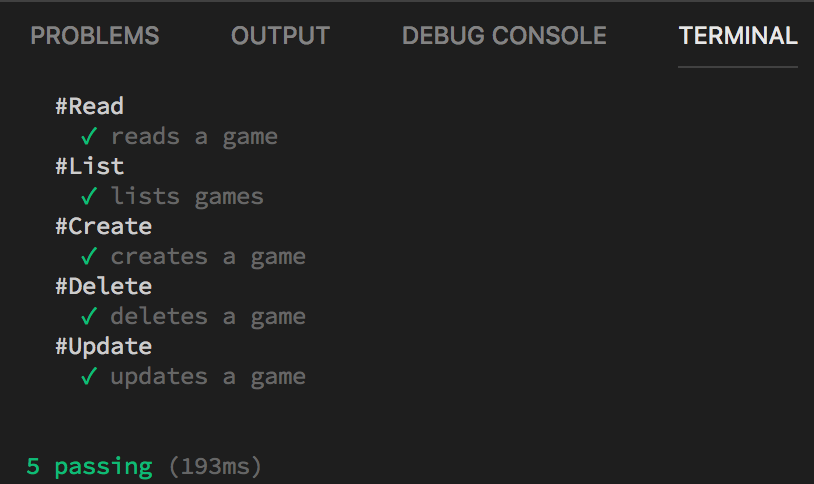 PROBLEMS OUTPUT DEBUG CONSOLE TERMINAL
#Read
✓ reads a game
#List
✓ lists games
#Create
✓ creates a game
#Delete
✓ deletes a game
#Update
✓ updates a game
5 passing (193ms)